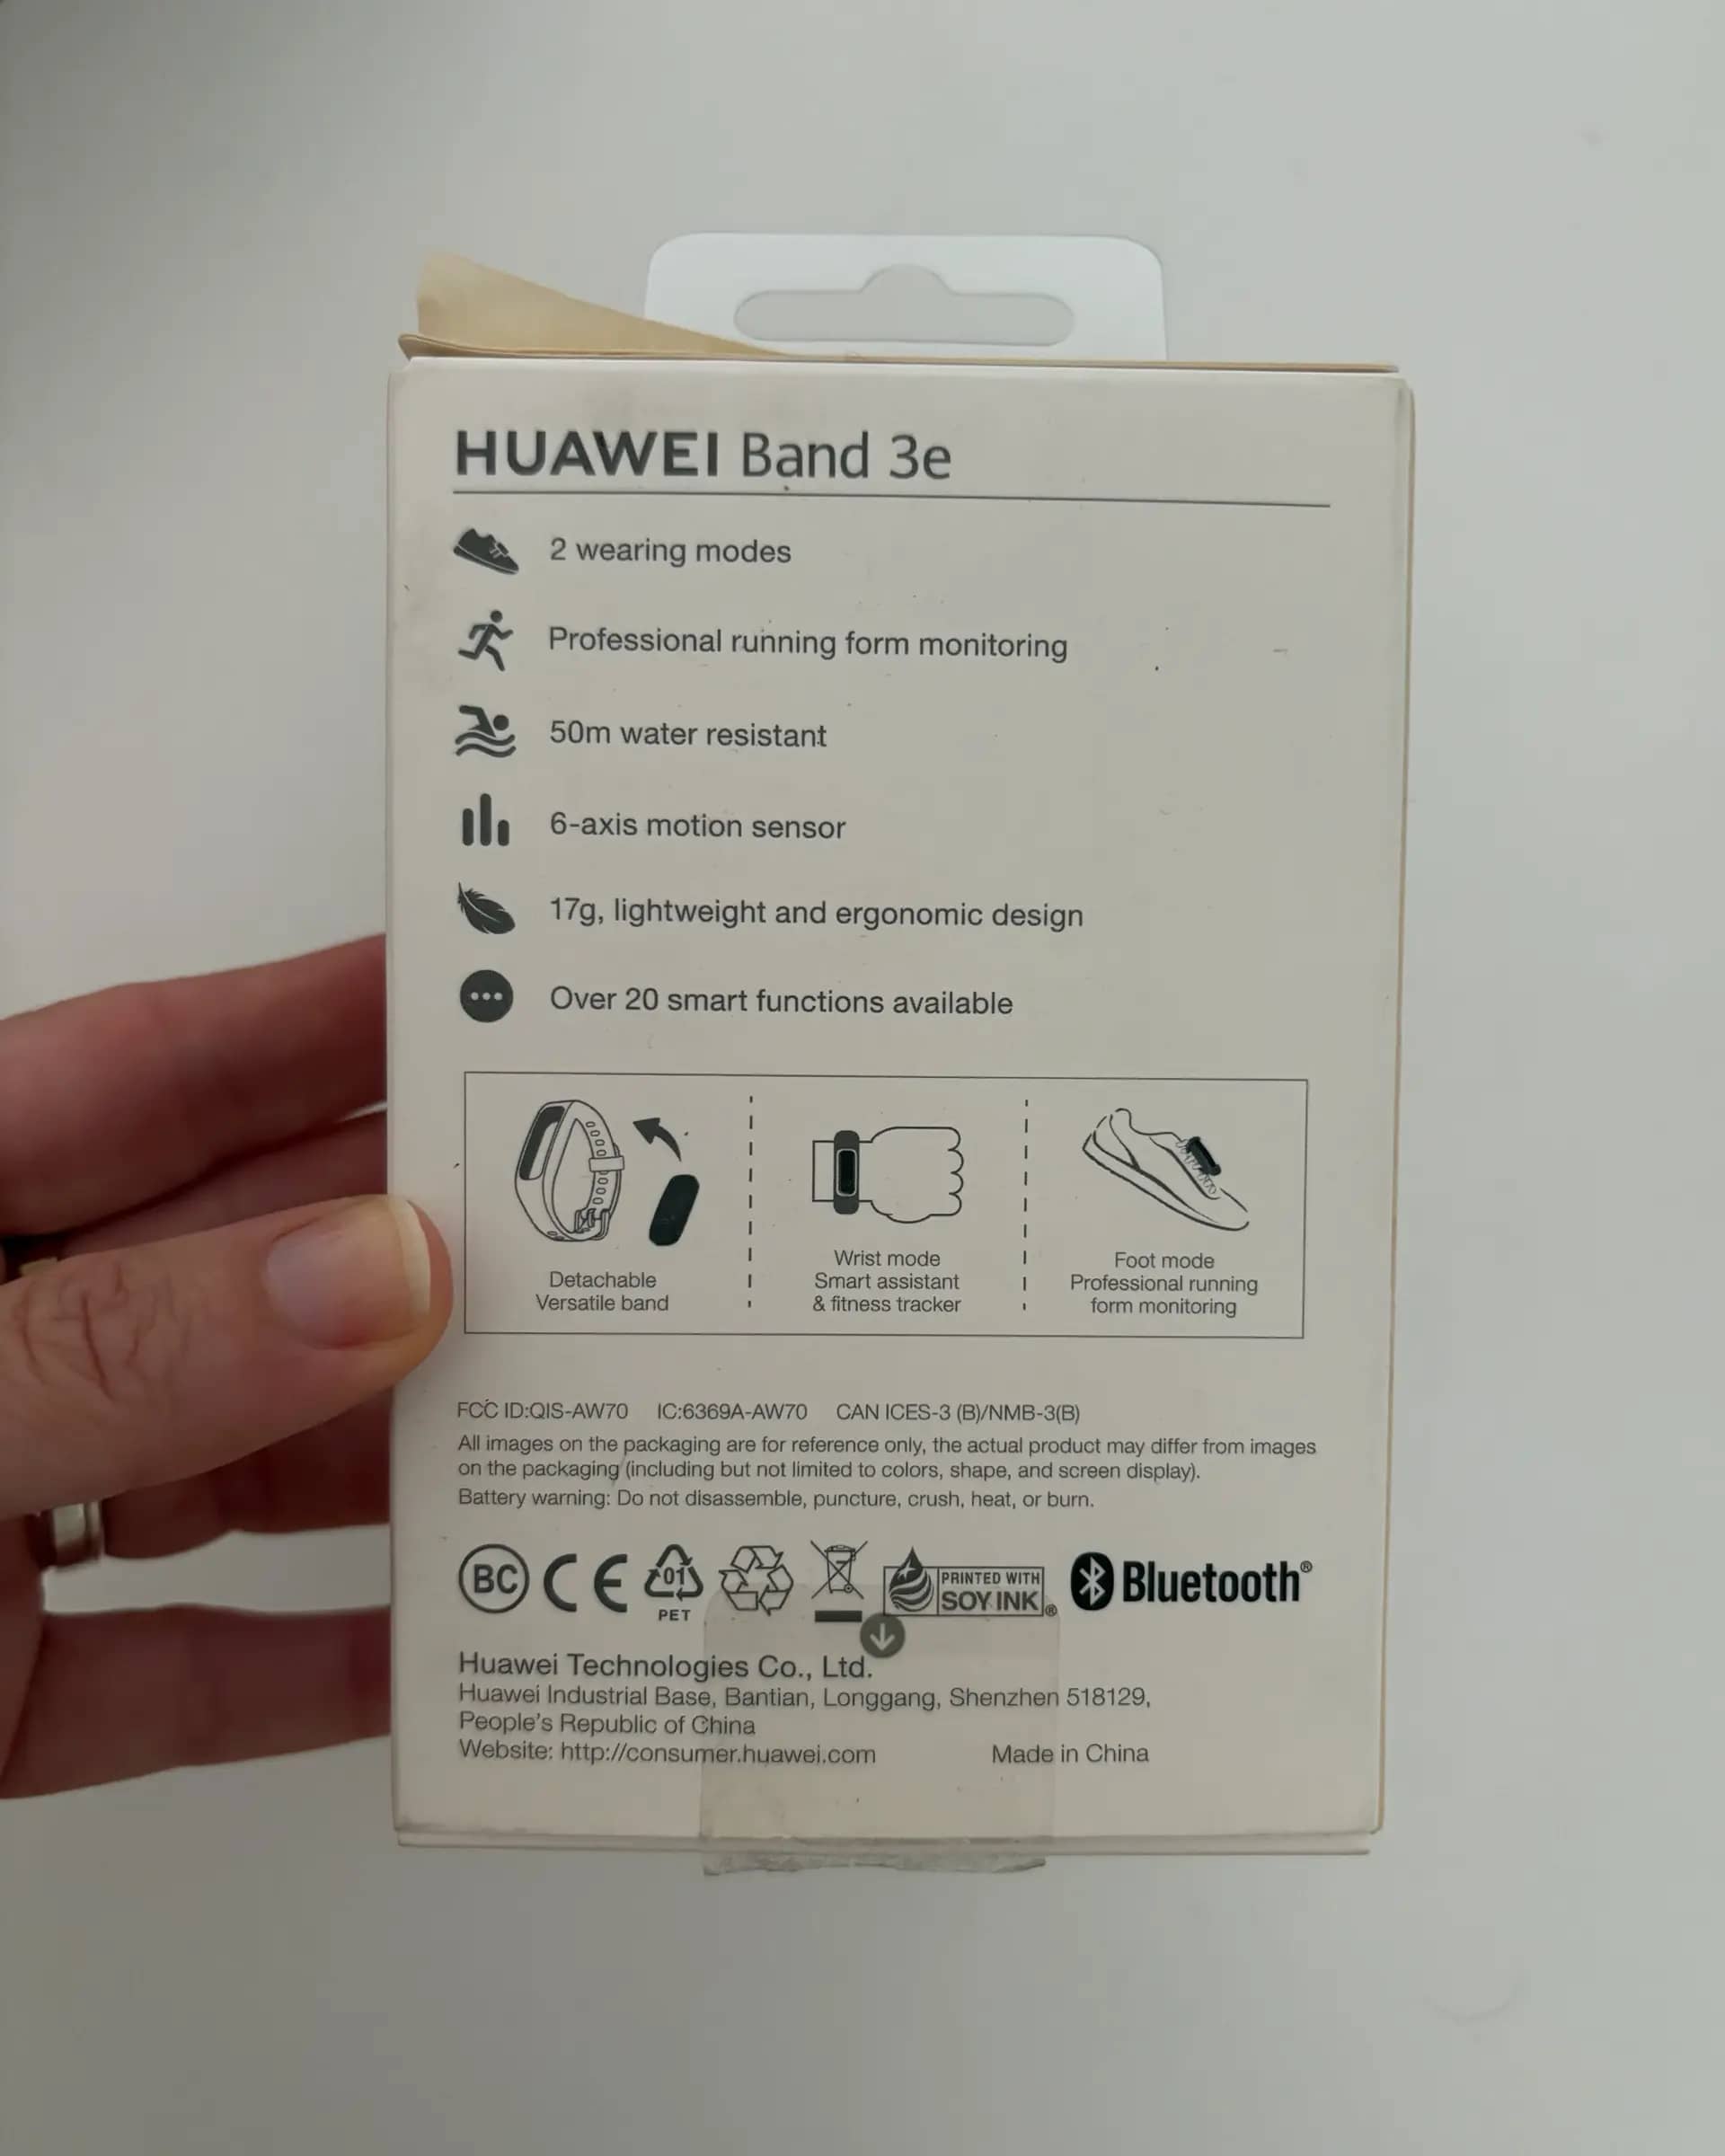 HUAWEI Band 3e
2 wearing modes
Professional running form monitoring
50m water resistant
6-axis motion sensor
17g, lightweight and ergonomic design
Over 20 smart functions available
Detachable
Versatile band
Wrist mode
Smart assistant
& fitness tracker
Foot mode
Professional running
form monitoring
FCC ID:QIS-AW70 IC:6369A-AW70 CAN ICES-3 (B)/NMB-3(B)
All images on the packaging are for reference only, the actual product may differ from images
on the packaging (including but not limited to colors, shape, and screen display).
Battery warning: Do not disassemble, puncture, crush, heat, or burn.
BC CE 01 PET PRINTED WITH SOY INK® Bluetooth®
Huawei Technologies Co., Ltd.
Huawei Industrial Base, Bantian, Longgang, Shenzhen 518129,
People's Republic of China
Website: http://consumer.huawei.com Made in China